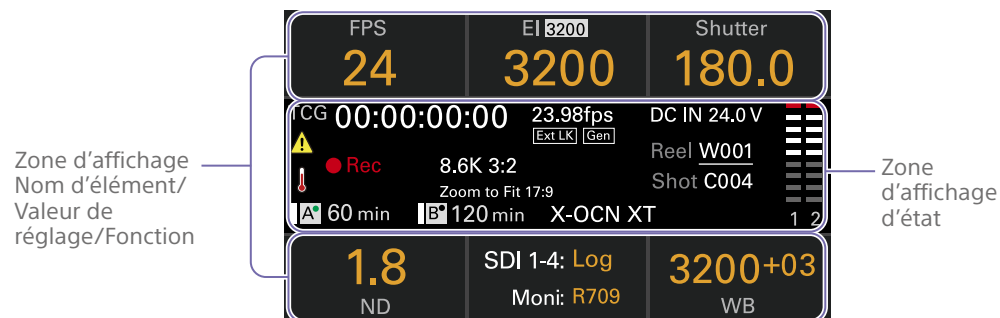 FPS
EI 3200
Shutter
24
3200
180.0
TCG 00:00:00:00
23.98fps
DC IN 24.0 V
Ext LK Gen
Reel W001
Rec
8.6K 3:2
Shot C004
Zoom to Fit 17:9
A 60 min
B 120 min
X-OCN XT
1 2
Zone d'affichage
Nom d'élément/
Valeur de
réglage/Fonction
Zone
d'affichage
d'état
1.8
SDI 1-4: Log
3200+03
ND
Moni: R709
WB